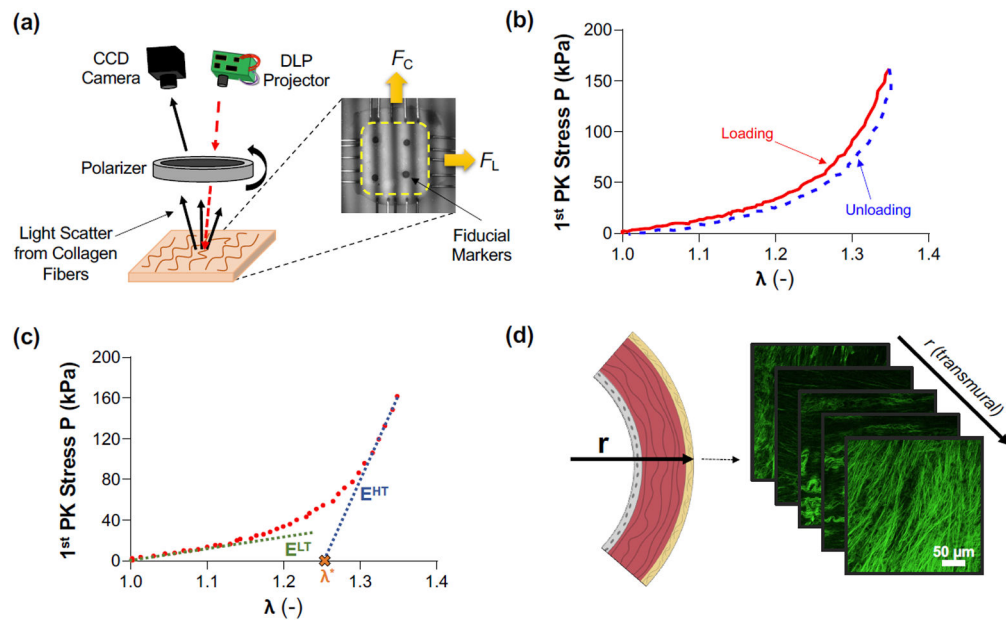 (a)
CCD
Camera
DLP
Projector
Polarizer
Light Scatter
from Collagen
Fibers
F_C
F_L
Fiducial
Markers
(b)
1st PK Stress P (kPa)
200
150
100
50
0
Loading
Unloading
1.0
1.1
1.2
1.3
1.4
λ (-)
(c)
1st PK Stress P (kPa)
200
160
120
80
40
0
E^HT
E^LT
λ*
1.0
1.1
1.2
1.3
1.4
λ (-)
(d)
r
r (transmural)
50 μm